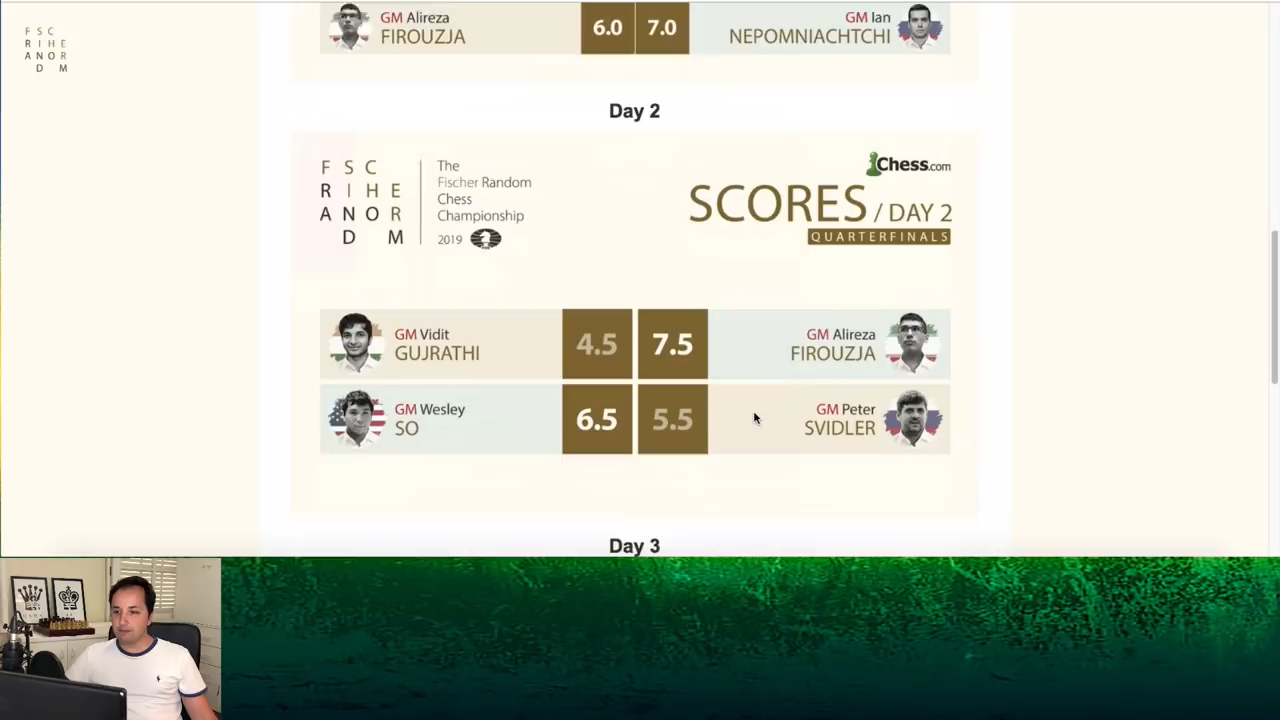 F S C
R I H E
A N O R
D M
GM Alireza
FIROUZJA
6.0 7.0
GM Ian
NEPOMNIACHTCHI
Day 2
F S C
R I H E
A N O R
D M
The
Fischer Random
Chess
Championship
2019
Chess.com
SCORES / DAY 2
QUARTERFINALS
GM Vidit
GUJRATHI
4.5 7.5
GM Alireza
FIROUZJA
GM Wesley
SO
6.5 5.5
GM Peter
SVIDLER
Day 3